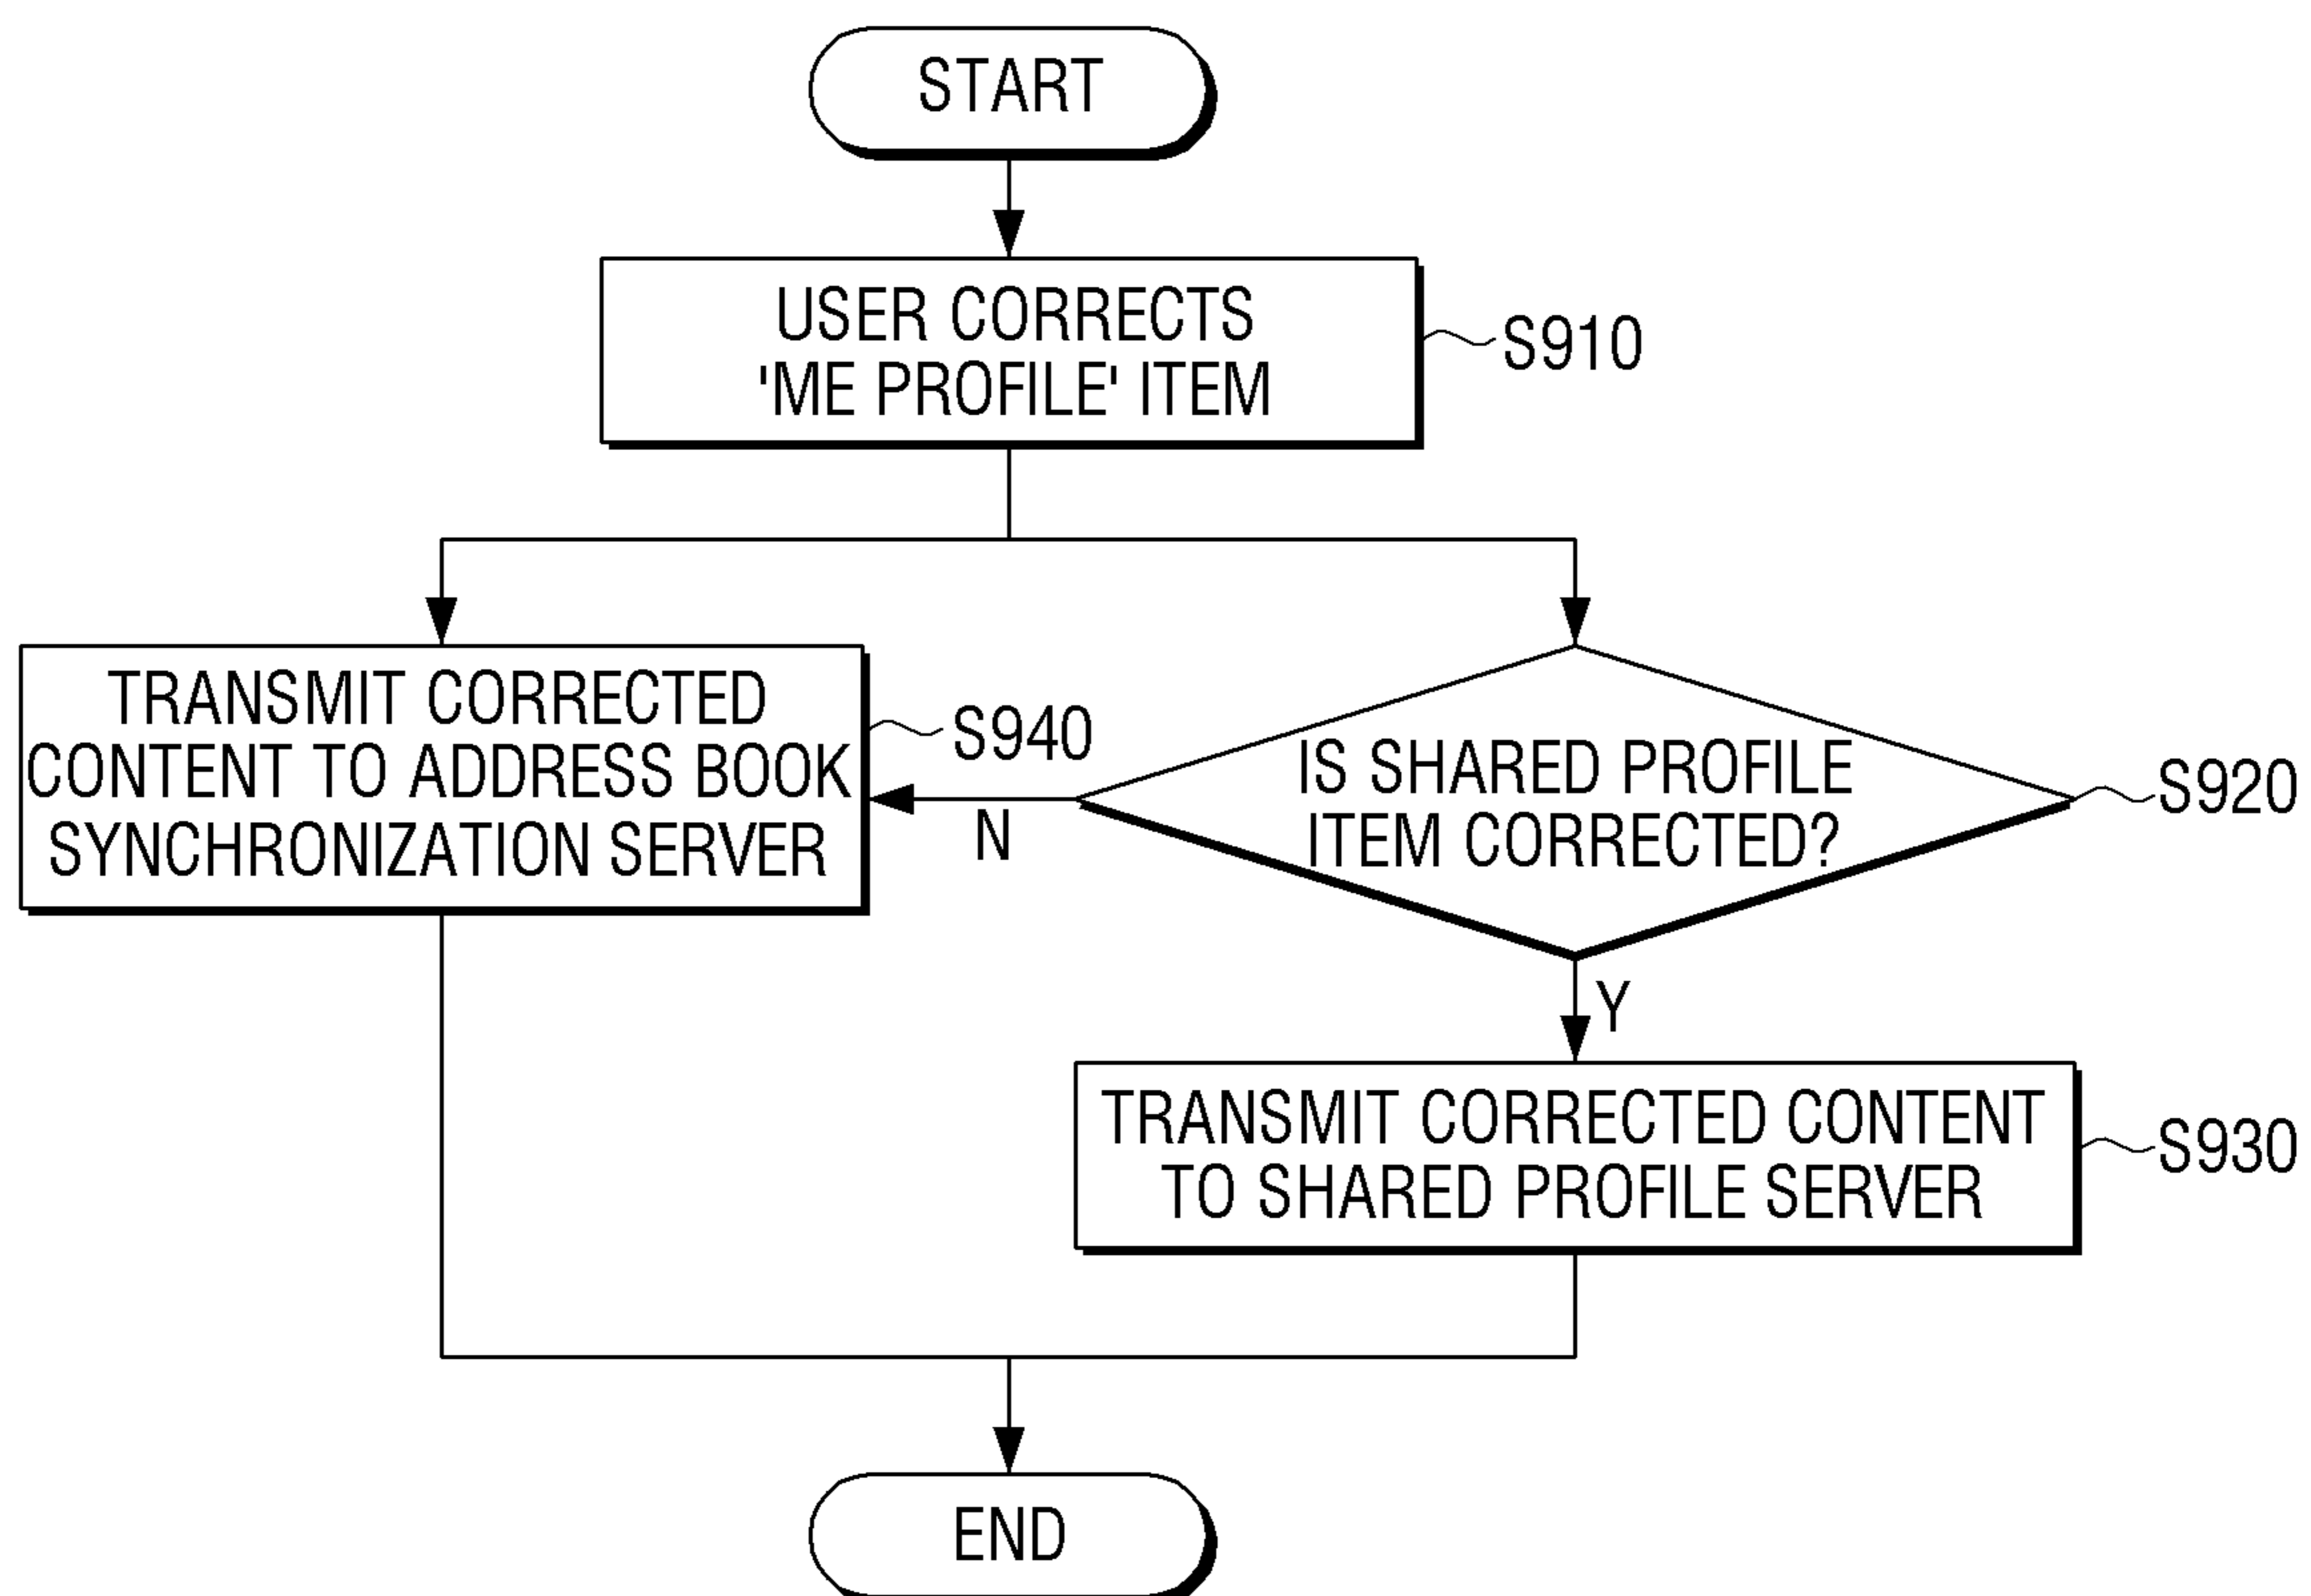 START
USER CORRECTS
'ME PROFILE' ITEM
S910
TRANSMIT CORRECTED
CONTENT TO ADDRESS BOOK
SYNCHRONIZATION SERVER
S940
N
IS SHARED PROFILE
ITEM CORRECTED?
S920
Y
TRANSMIT CORRECTED CONTENT
TO SHARED PROFILE SERVER
S930
END